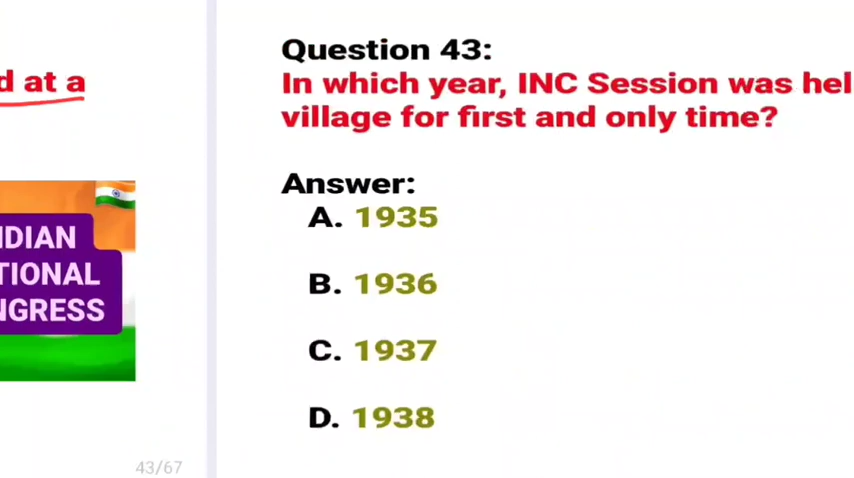 d at a
NDIAN
TIONAL
NGRESS
43/67
Question 43:
In which year, INC Session was hel
village for first and only time?
Answer:
A. 1935
B. 1936
C. 1937
D. 1938